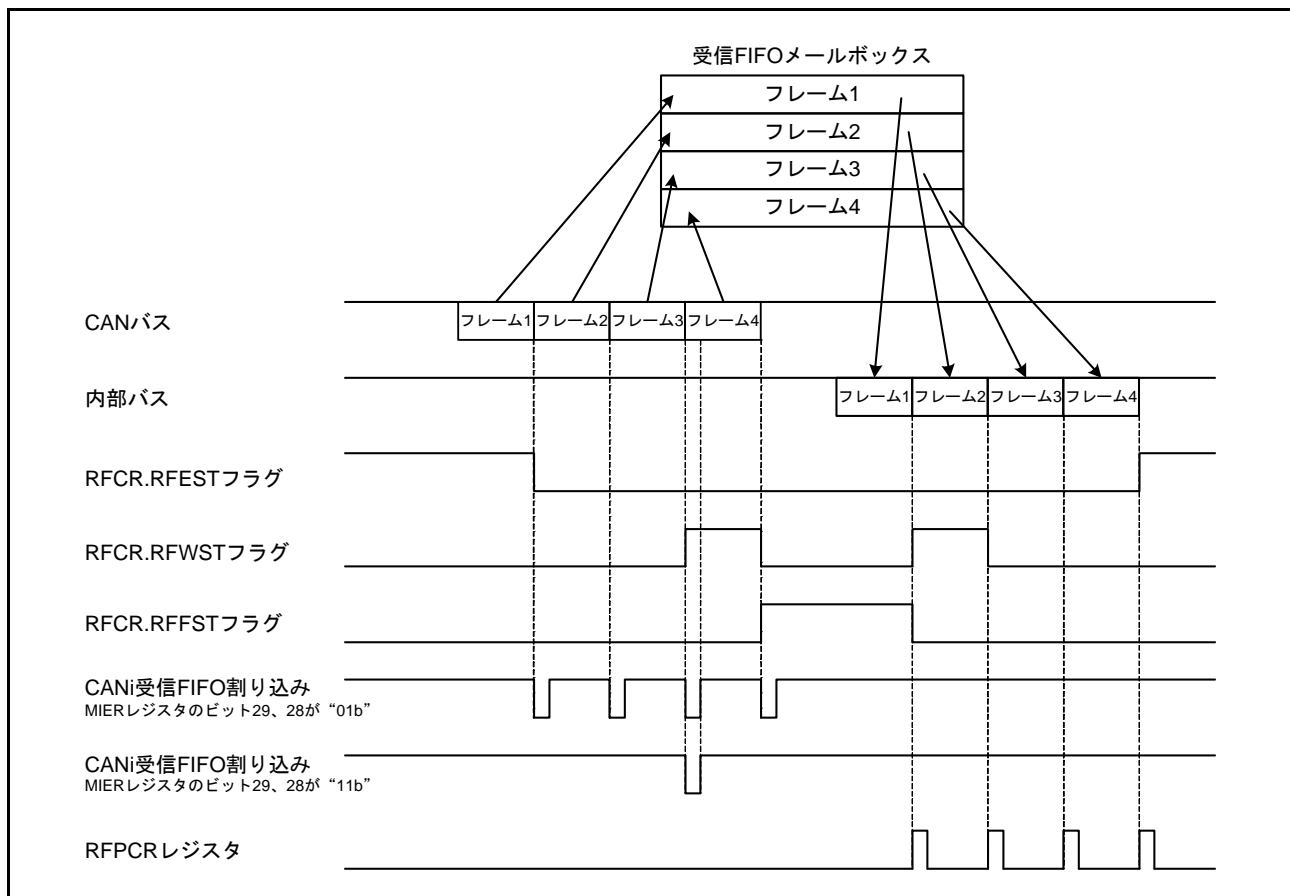 受信FIFOメールボックス
フレーム1
フレーム2
フレーム3
フレーム4
CANバス
フレーム1 フレーム2 フレーム3 フレーム4
内部バス
フレーム1 フレーム2 フレーム3 フレーム4
RFCR.RFESTフラグ
RFCR.RFWSTフラグ
RFCR.RFFSTフラグ
CANi受信FIFO割り込み
MIERレジスタのビット29、28が“01b”
CANi受信FIFO割り込み
MIERレジスタのビット29、28が“11b”
RFPCRレジスタ